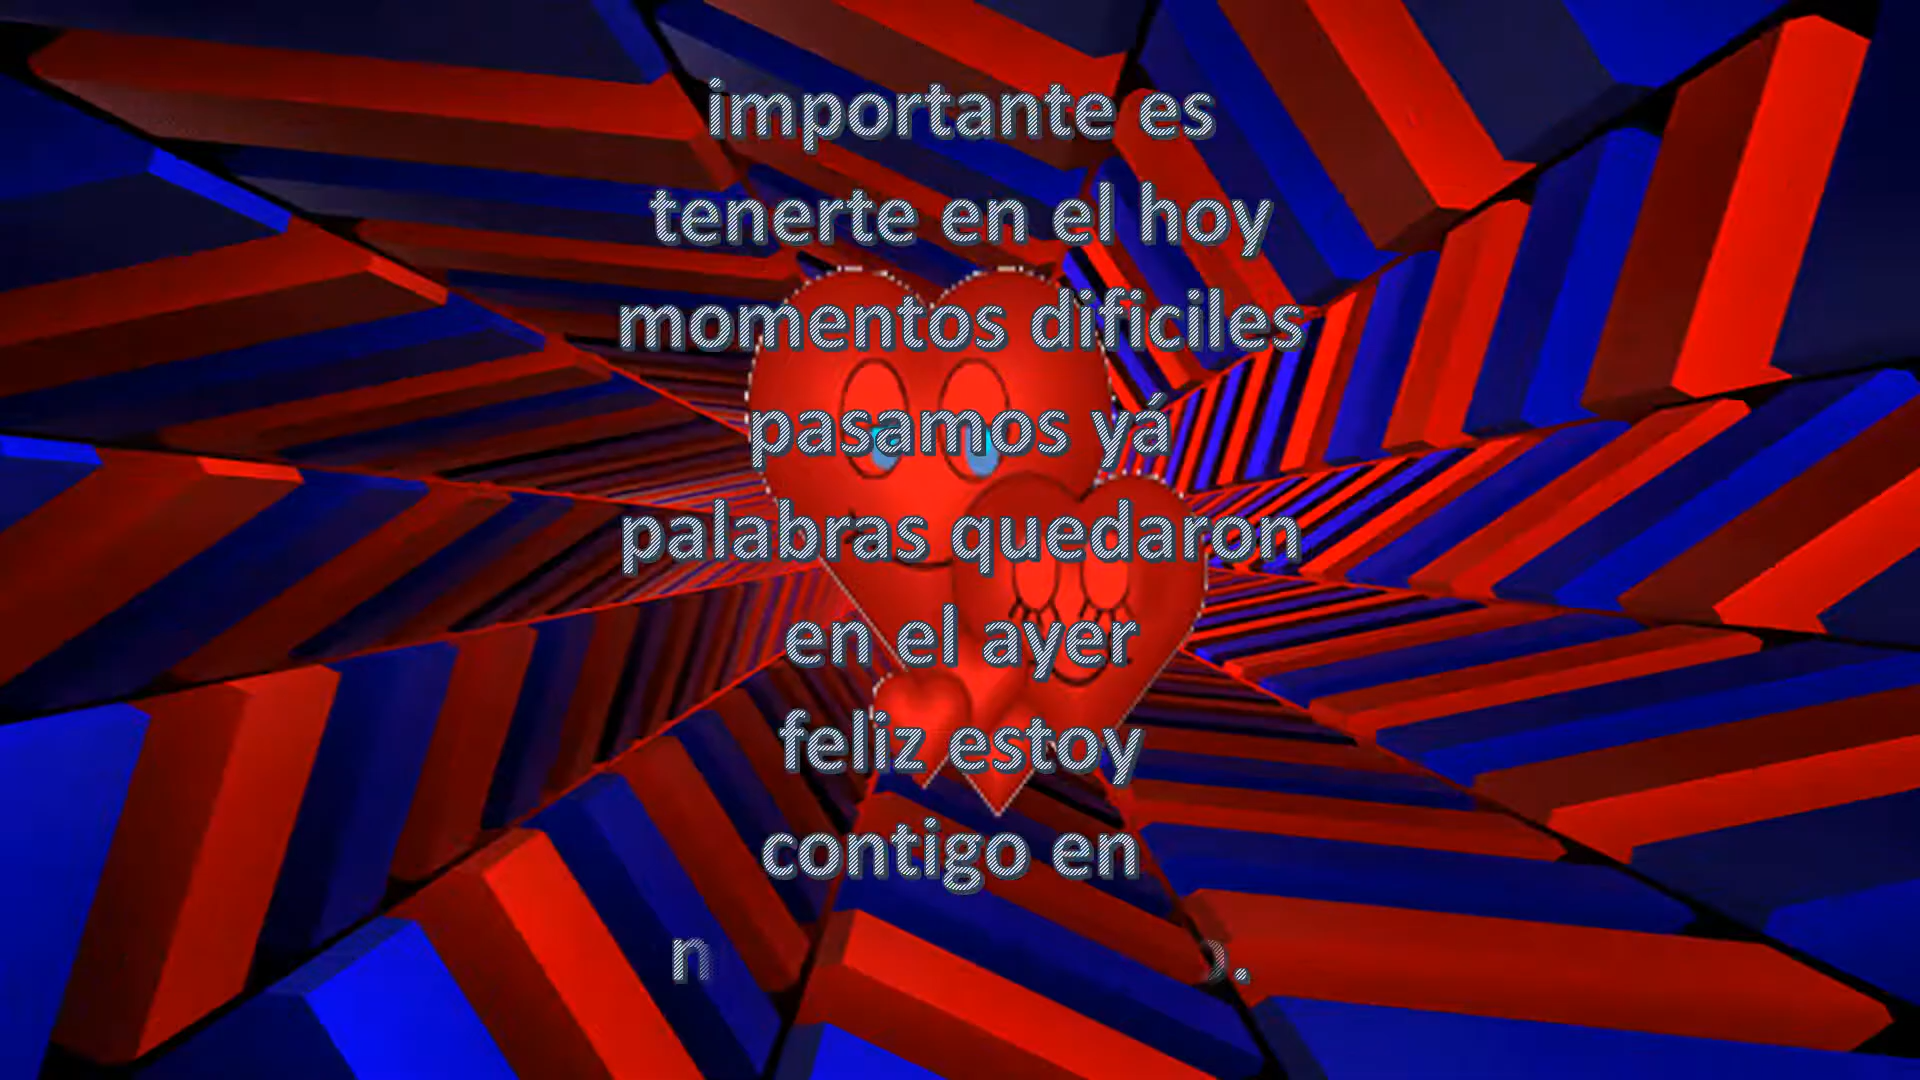 importante es
tenerte en el hoy
momentos dificiles
pasamos yá
palabras quedaron
en el ayer
feliz estoy
contigo en